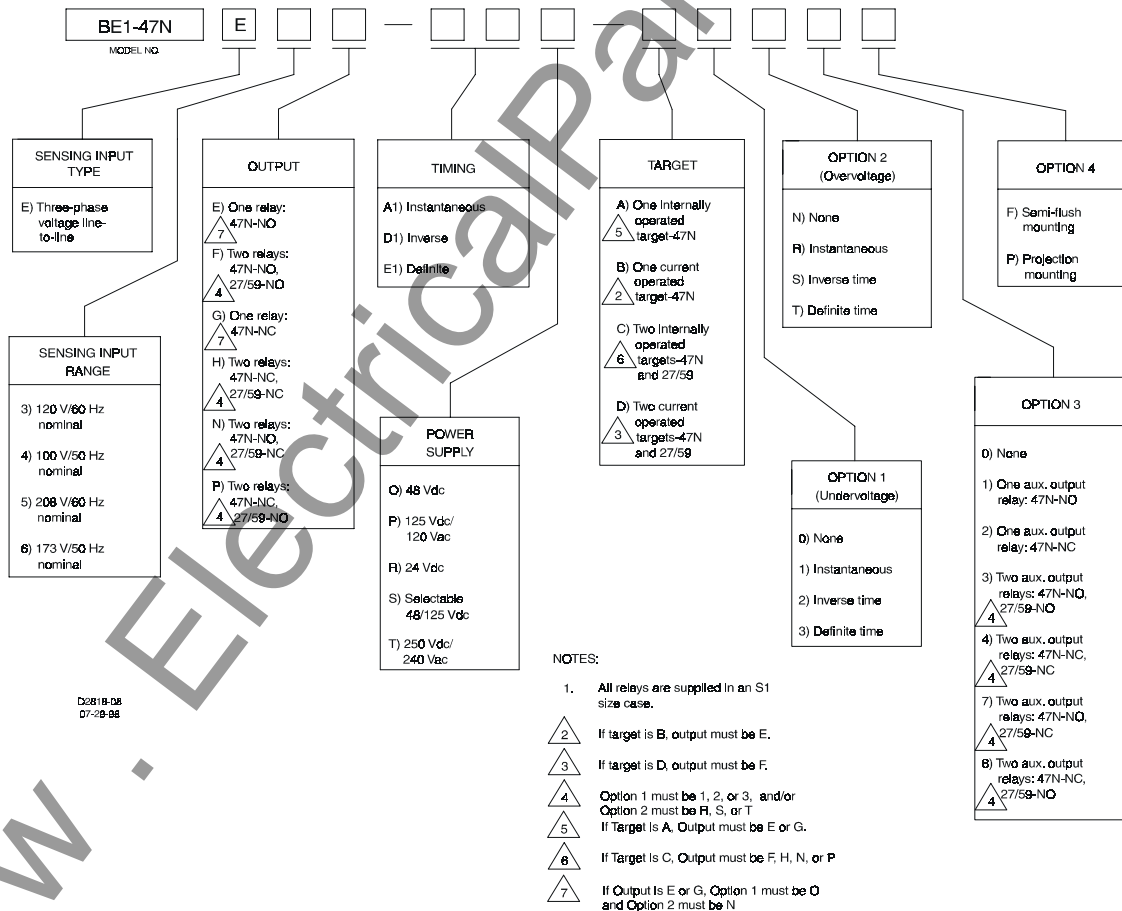 BE1-47N E
MODEL NO.
SENSING INPUT
TYPE
E) Three-phase
voltage line-
to-line
SENSING INPUT
RANGE
3) 120 V/60 Hz
nominal
4) 100 V/50 Hz
nominal
5) 208 V/60 Hz
nominal
6) 173 V/50 Hz
nominal
OUTPUT
E) One relay:
47N-NO
7
F) Two relays:
47N-NO,
27/59-NO
4
G) One relay:
47N-NC
7
H) Two relays:
47N-NC,
27/59-NC
4
N) Two relays:
47N-NO,
27/59-NC
4
P) Two relays:
47N-NC,
27/59-NO
4
TIMING
A1) Instantaneous
D1) Inverse
E1) Definite
POWER
SUPPLY
O) 48 Vdc
P) 125 Vdc/
120 Vac
R) 24 Vdc
S) Selectable
48/125 Vdc
T) 250 Vdc/
240 Vac
TARGET
A) One Internally
operated
target-47N
5
B) One current
operated
target-47N
2
C) Two Internally
operated
targets-47N
and 27/59
6
D) Two current
operated
targets-47N
and 27/59
3
OPTION 2
(Overvoltage)
N) None
R) Instantaneous
S) Inverse time
T) Definite time
OPTION 1
(Undervoltage)
0) None
1) Instantaneous
2) Inverse time
3) Definite time
OPTION 4
F) Semi-flush
mounting
P) Projection
mounting
OPTION 3
0) None
1) One aux. output
relay: 47N-NO
2) One aux. output
relay: 47N-NC
3) Two aux. output
relays: 47N-NO,
27/59-NO
4
4) Two aux. output
relays: 47N-NC,
27/59-NC
4
7) Two aux. output
relays: 47N-NO,
27/59-NC
4
8) Two aux. output
relays: 47N-NC,
27/59-NO
4
D2819-08
07-29-98
NOTES:
1. All relays are supplied in an S1
size case.
2 If target is B, output must be E.
3 If target is D, output must be F.
4 Option 1 must be 1, 2, or 3, and/or
Option 2 must be R, S, or T
5 If Target Is A, Output must be E or G.
6 If Target Is C, Output must be F, H, N, or P
7 If Output Is E or G, Option 1 must be O
and Option 2 must be N
w . ElectricalPa